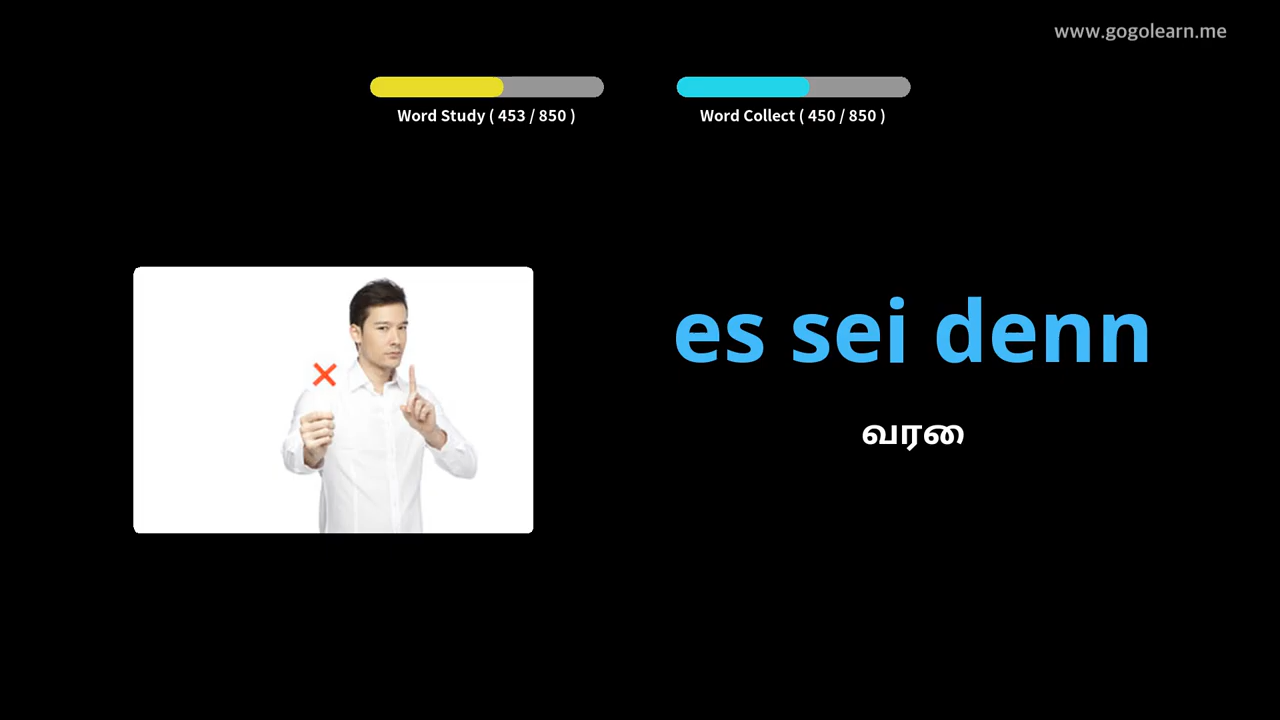 www.gogolearn.me
Word Study ( 453 / 850 )
Word Collect ( 450 / 850 )
es sei denn
வரை